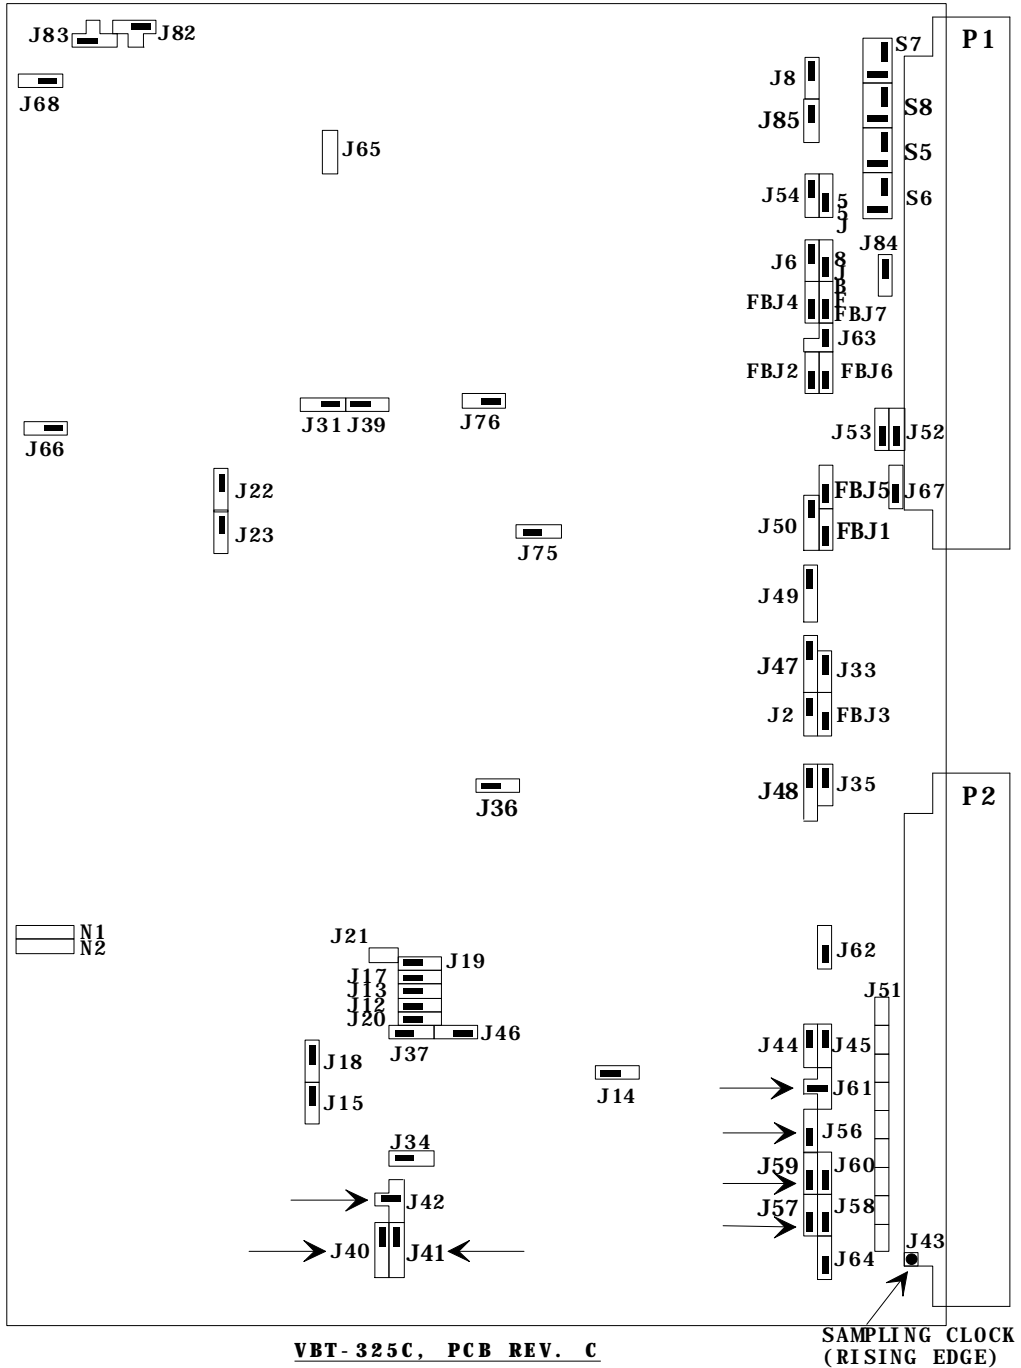 J83
J82
P1
S7
J8
J68
S8
J85
J65
S5
J54
5
5
J
S6
J84
J6
8
J
B
F
FBJ4
FBJ7
J63
FBJ2
FBJ6
J31
J39
J76
J53
J52
J66
J22
FBJ5
J67
J23
J50
FBJ1
J75
J49
J47
J33
J2
FBJ3
J36
J48
J35
P2
N1
N2
J21
J19
J17
J13
J12
J20
J37
J46
J62
J51
J18
J44
J45
J15
J14
J61
J56
J34
J59
J60
J42
J57
J58
J40
J41
J43
J64
SAMPLING CLOCK
(RISING EDGE)
VBT-325C, PCB REV. C